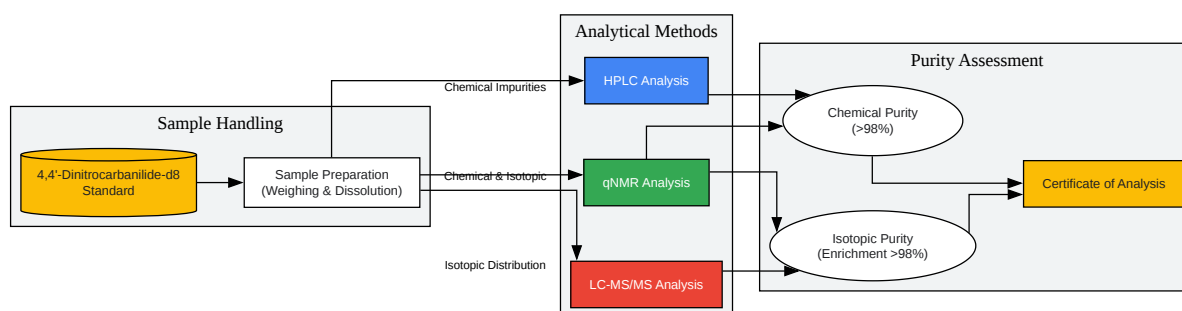 Sample Handling
4,4'-Dinitrocarbanilide-d8
Standard
Sample Preparation
(Weighing & Dissolution)
Chemical Impurities
Chemical & Isotopic
Isotopic Distribution
Analytical Methods
HPLC Analysis
qNMR Analysis
LC-MS/MS Analysis
Purity Assessment
Chemical Purity
(>98%)
Isotopic Purity
(Enrichment >98%)
Certificate of Analysis